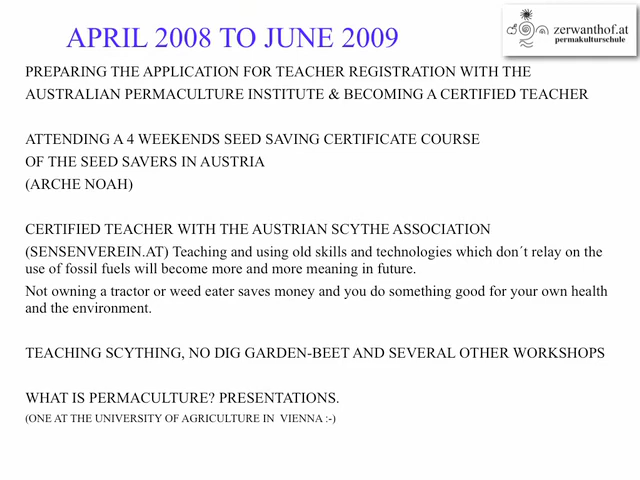 APRIL 2008 TO JUNE 2009
zerwanthof.at
permakulturschule
PREPARING THE APPLICATION FOR TEACHER REGISTRATION WITH THE
AUSTRALIAN PERMACULTURE INSTITUTE & BECOMING A CERTIFIED TEACHER
ATTENDING A 4 WEEKENDS SEED SAVING CERTIFICATE COURSE
OF THE SEED SAVERS IN AUSTRIA
(ARCHE NOAH)
CERTIFIED TEACHER WITH THE AUSTRIAN SCYTHE ASSOCIATION
(SENSENVEREIN.AT) Teaching and using old skills and technologies which don´t relay on the
use of fossil fuels will become more and more meaning in future.
Not owning a tractor or weed eater saves money and you do something good for your own health
and the environment.
TEACHING SCYTHING, NO DIG GARDEN-BEET AND SEVERAL OTHER WORKSHOPS
WHAT IS PERMACULTURE? PRESENTATIONS.
(ONE AT THE UNIVERSITY OF AGRICULTURE IN VIENNA :-)